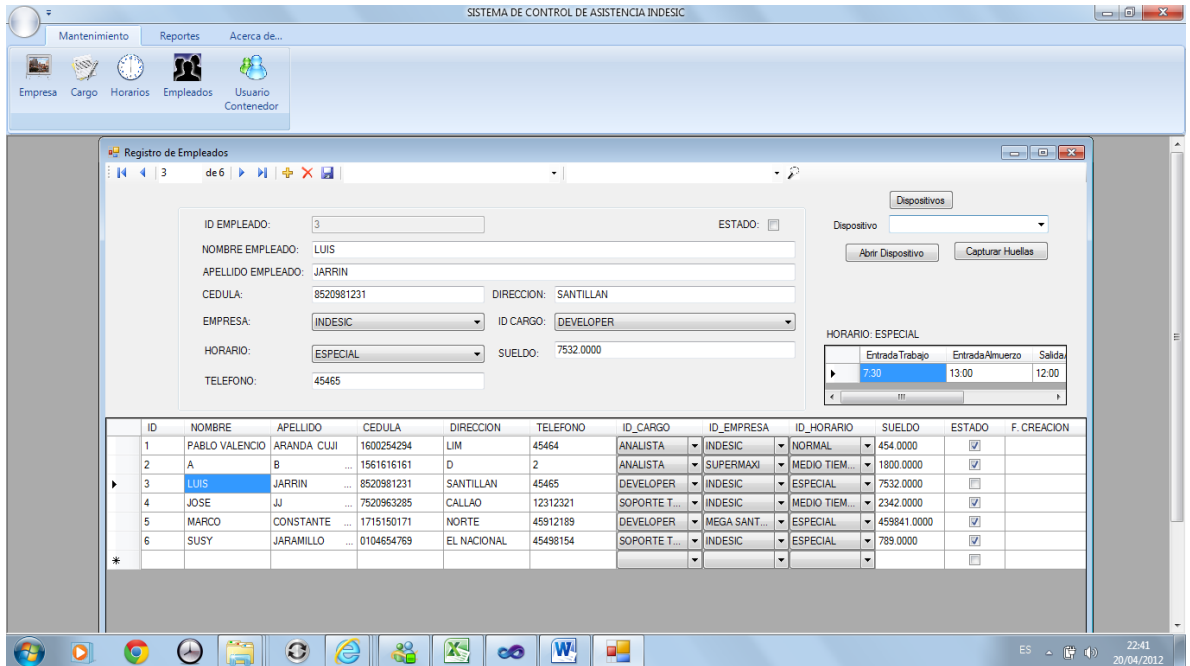 SISTEMA DE CONTROL DE ASISTENCIA INDESIC
Mantenimiento Reportes Acerca de...
Empresa Cargo Horarios Empleados Usuario Contenedor
Registro de Empleados
3 de 6
Dispositivos
ID EMPLEADO: 3 ESTADO: Dispositivo
NOMBRE EMPLEADO: LUIS
Abrir Dispositivo Capturar Huellas
APELLIDO EMPLEADO: JARRIN
CEDULA: 8520981231 DIRECCION: SANTILLAN
EMPRESA: INDESIC ID CARGO: DEVELOPER
HORARIO: ESPECIAL
HORARIO: ESPECIAL SUELDO: 7532.0000
EntradaTrabajo EntradaAlmuerzo Salida
7:30 13:00 12:00
TELEFONO: 45465
ID NOMBRE APELLIDO CEDULA DIRECCION TELEFONO ID_CARGO ID_EMPRESA ID_HORARIO SUELDO ESTADO F. CREACION
1 PABLO VALENCIO ARANDA CUJI 1600254294 LIM 45464 ANALISTA INDESIC NORMAL 454.0000
2 A B ... 1561616161 D 2 ANALISTA SUPERMAXI MEDIO TIEM... 1800.0000
3 LUIS JARRIN ... 8520981231 SANTILLAN 45465 DEVELOPER INDESIC ESPECIAL 7532.0000
4 JOSE JJ ... 7520963285 CALLAO 12312321 SOPORTE T... INDESIC MEDIO TIEM... 2342.0000
5 MARCO CONSTANTE ... 1715150171 NORTE 45912189 DEVELOPER MEGA SANT... ESPECIAL 459841.0000
6 SUSY JARAMILLO ... 0104654769 EL NACIONAL 45498154 SOPORTE T... INDESIC ESPECIAL 789.0000
ES 22:41
20/04/2012